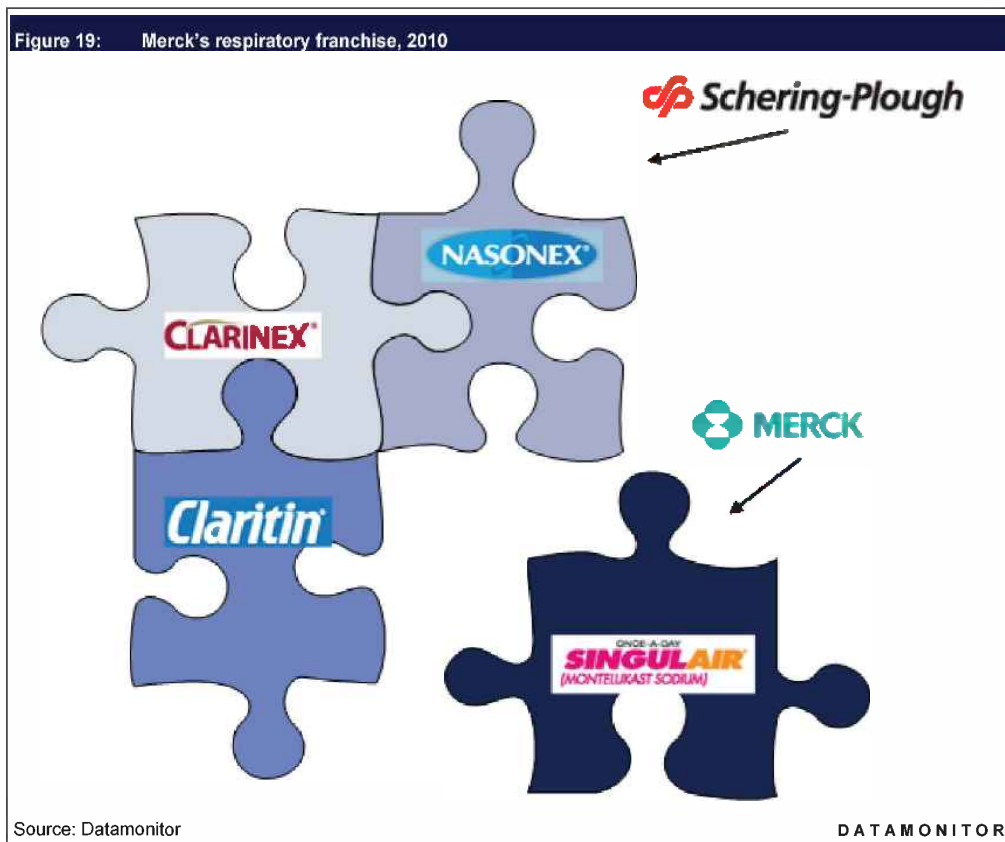 Figure 19: Merck's respiratory franchise, 2010
Schering-Plough
NASONEX®
CLARINEX®
MERCK
Claritin®
ONCE-A-DAY
SINGULAIR®
(MONTELUKAST SODIUM)
Source: Datamonitor
DATAMONITOR